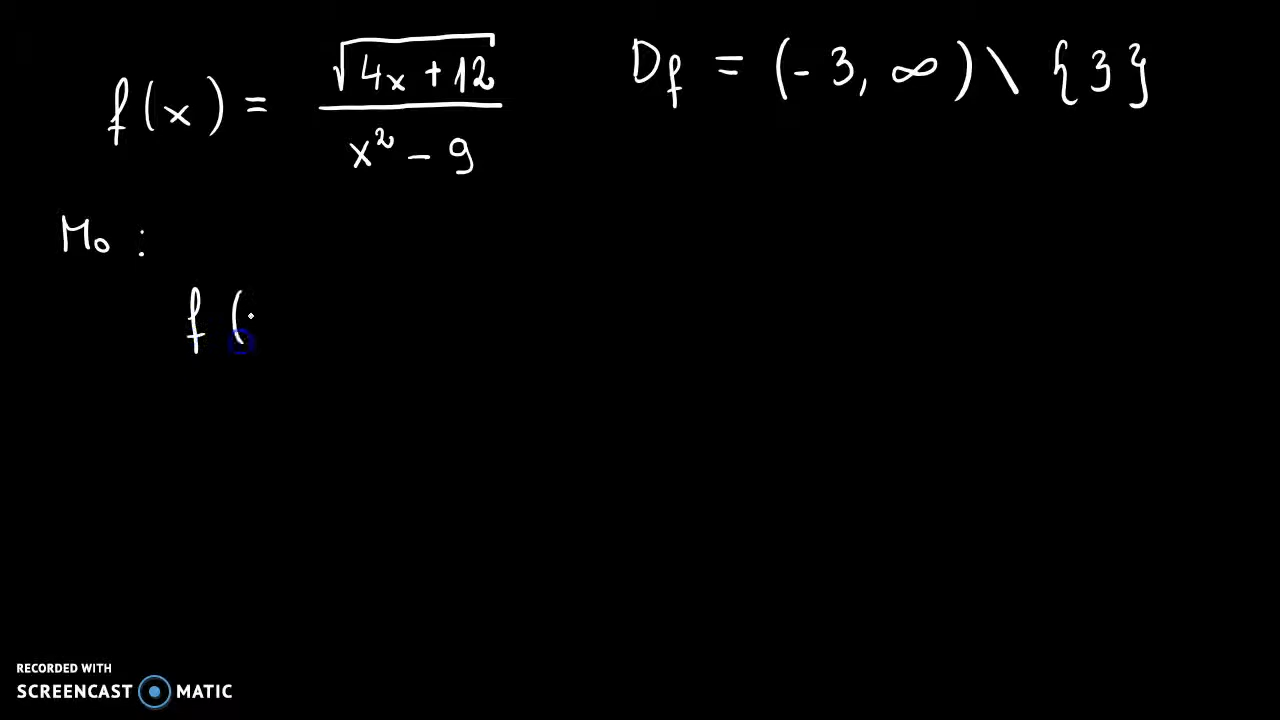 f(x) = √(4x + 12) / (x² - 9)
Df = (-3, ∞) \ {3}
M₀ :
f (
RECORDED WITH
SCREENCAST MATIC